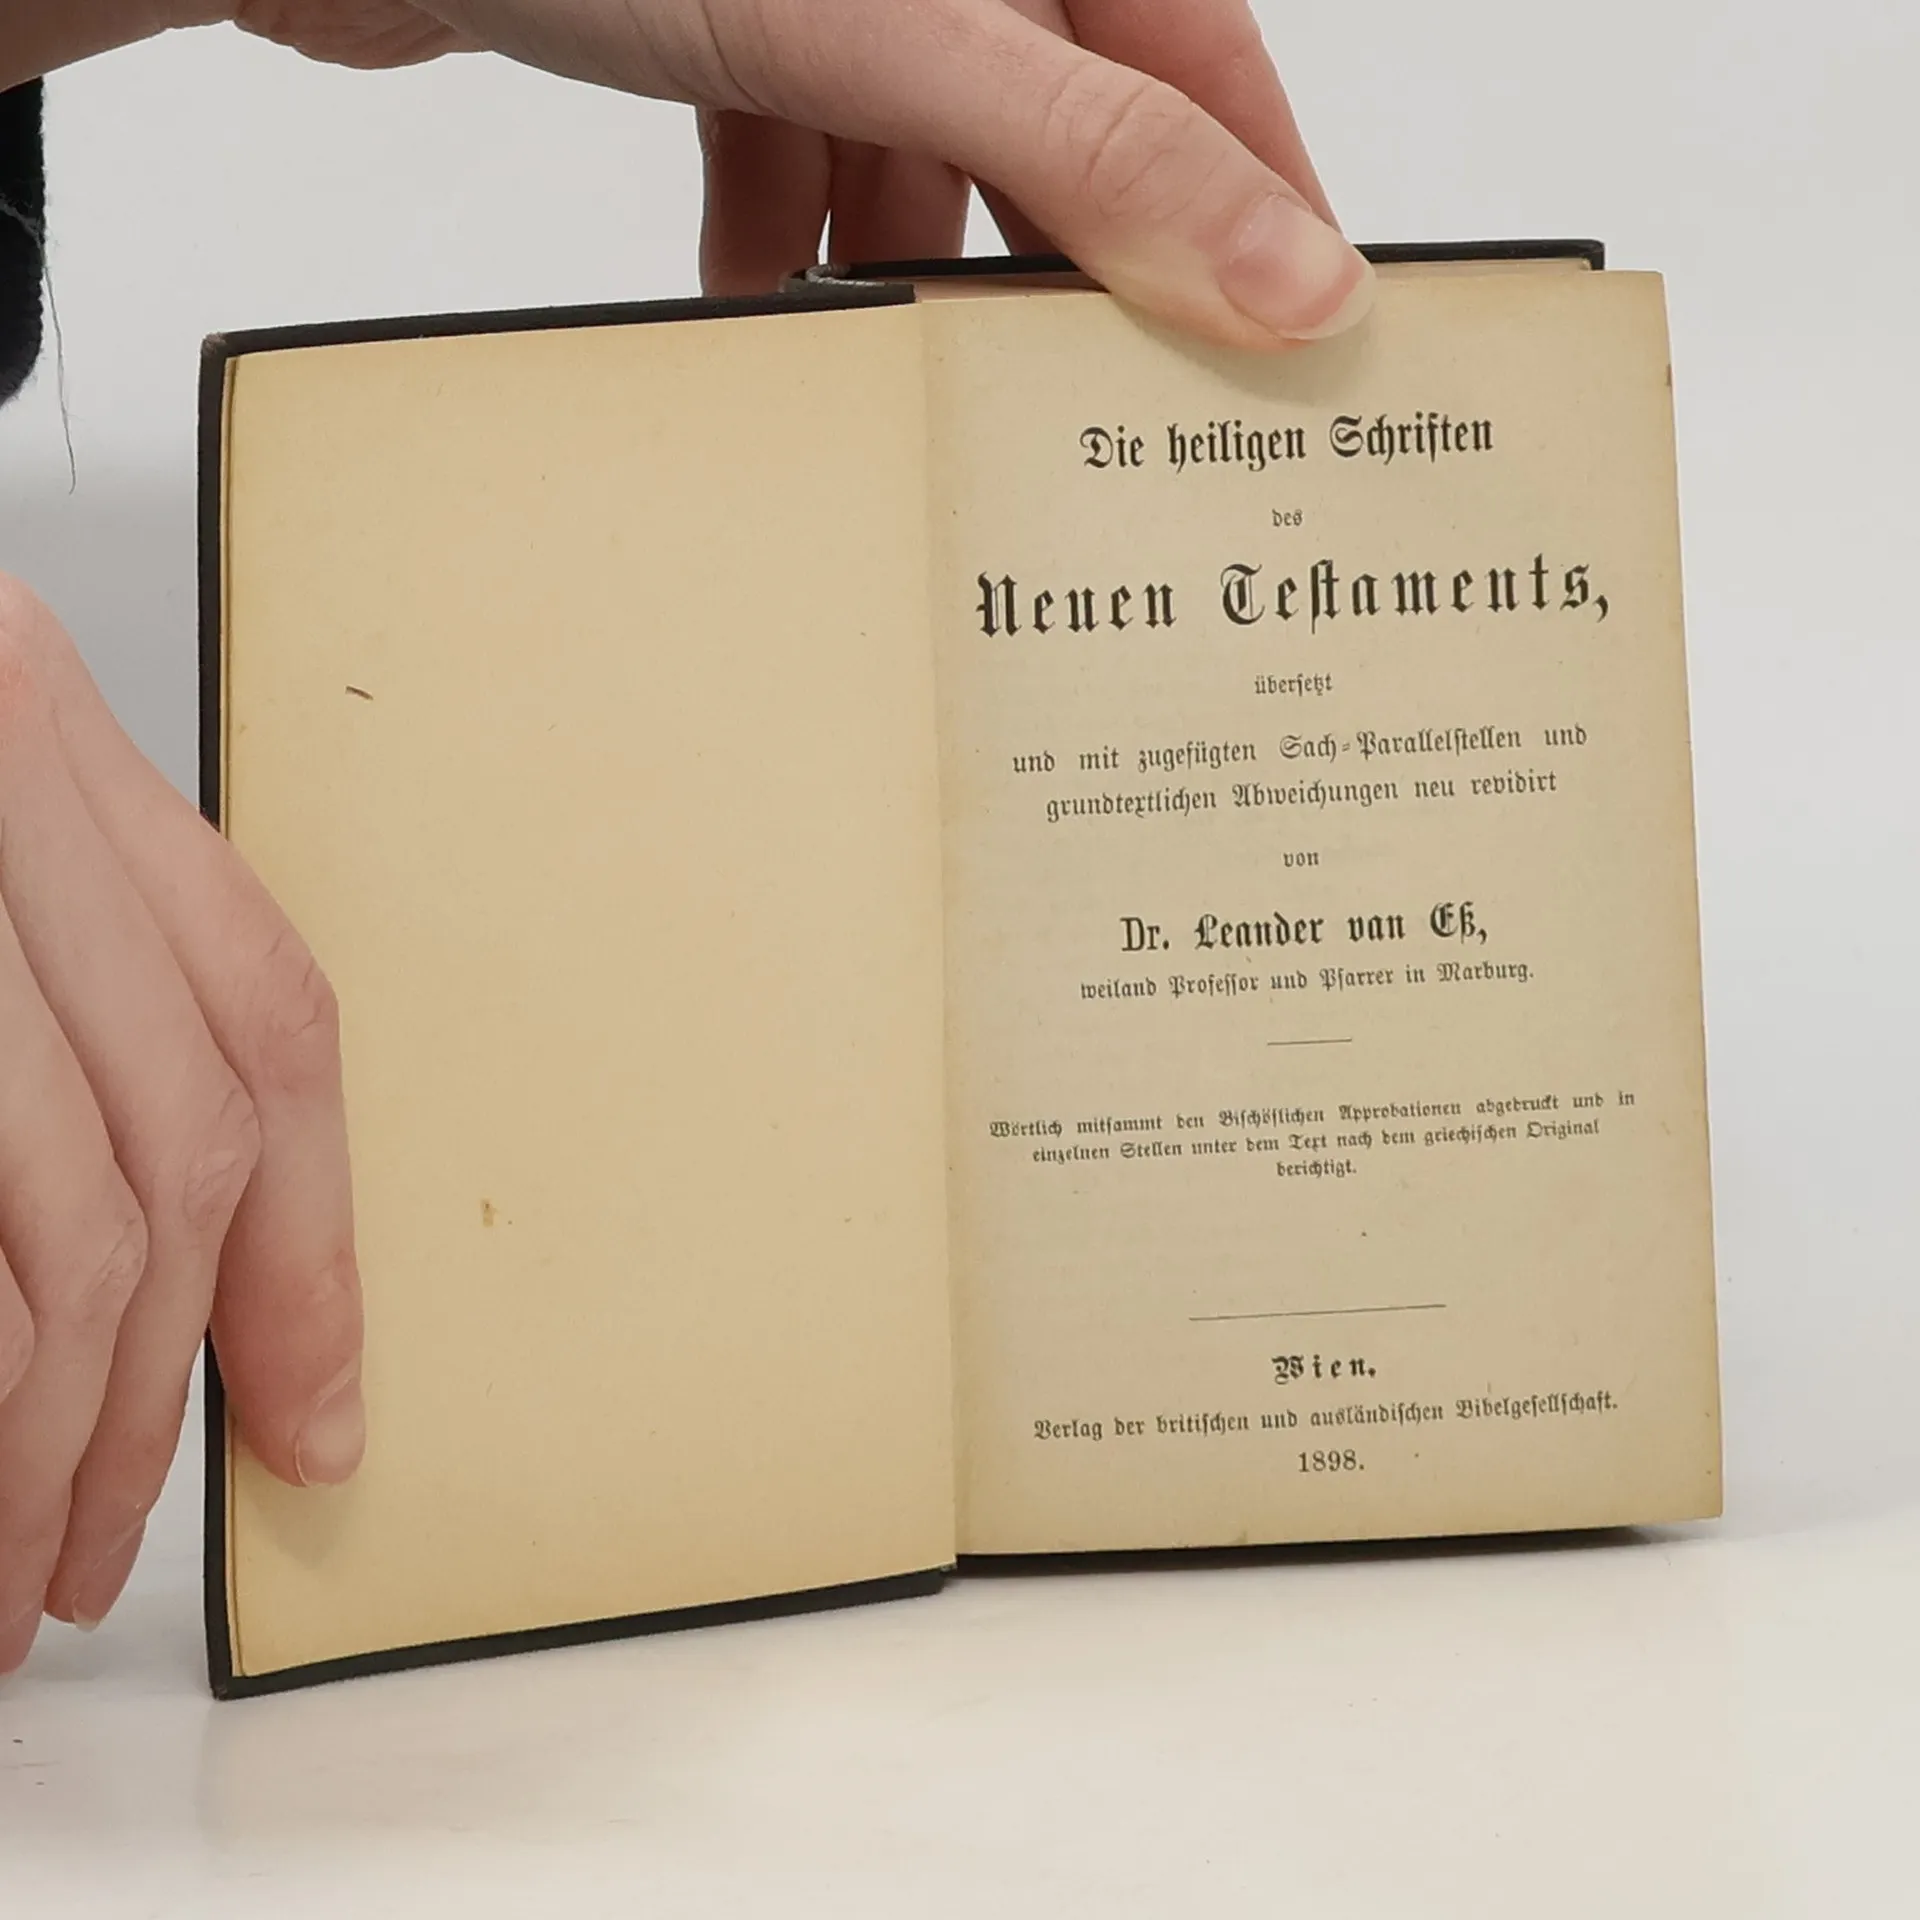 Die heiligen Schriften
des
Neuen Testaments,
übersetzt
und mit zugefügten Sach-Parallelstellen und
grundtextlichen Abweichungen neu revidirt
von
Dr. Leander van Eß,
weiland Professor und Pfarrer in Marburg.
Wörtlich mitsammt den Bischöflichen Approbationen abgedruckt und in
einzelnen Stellen unter dem Text nach dem griechischen Original
berichtigt.
Wien.
Verlag der britischen und ausländischen Bibelgesellschaft.
1898.